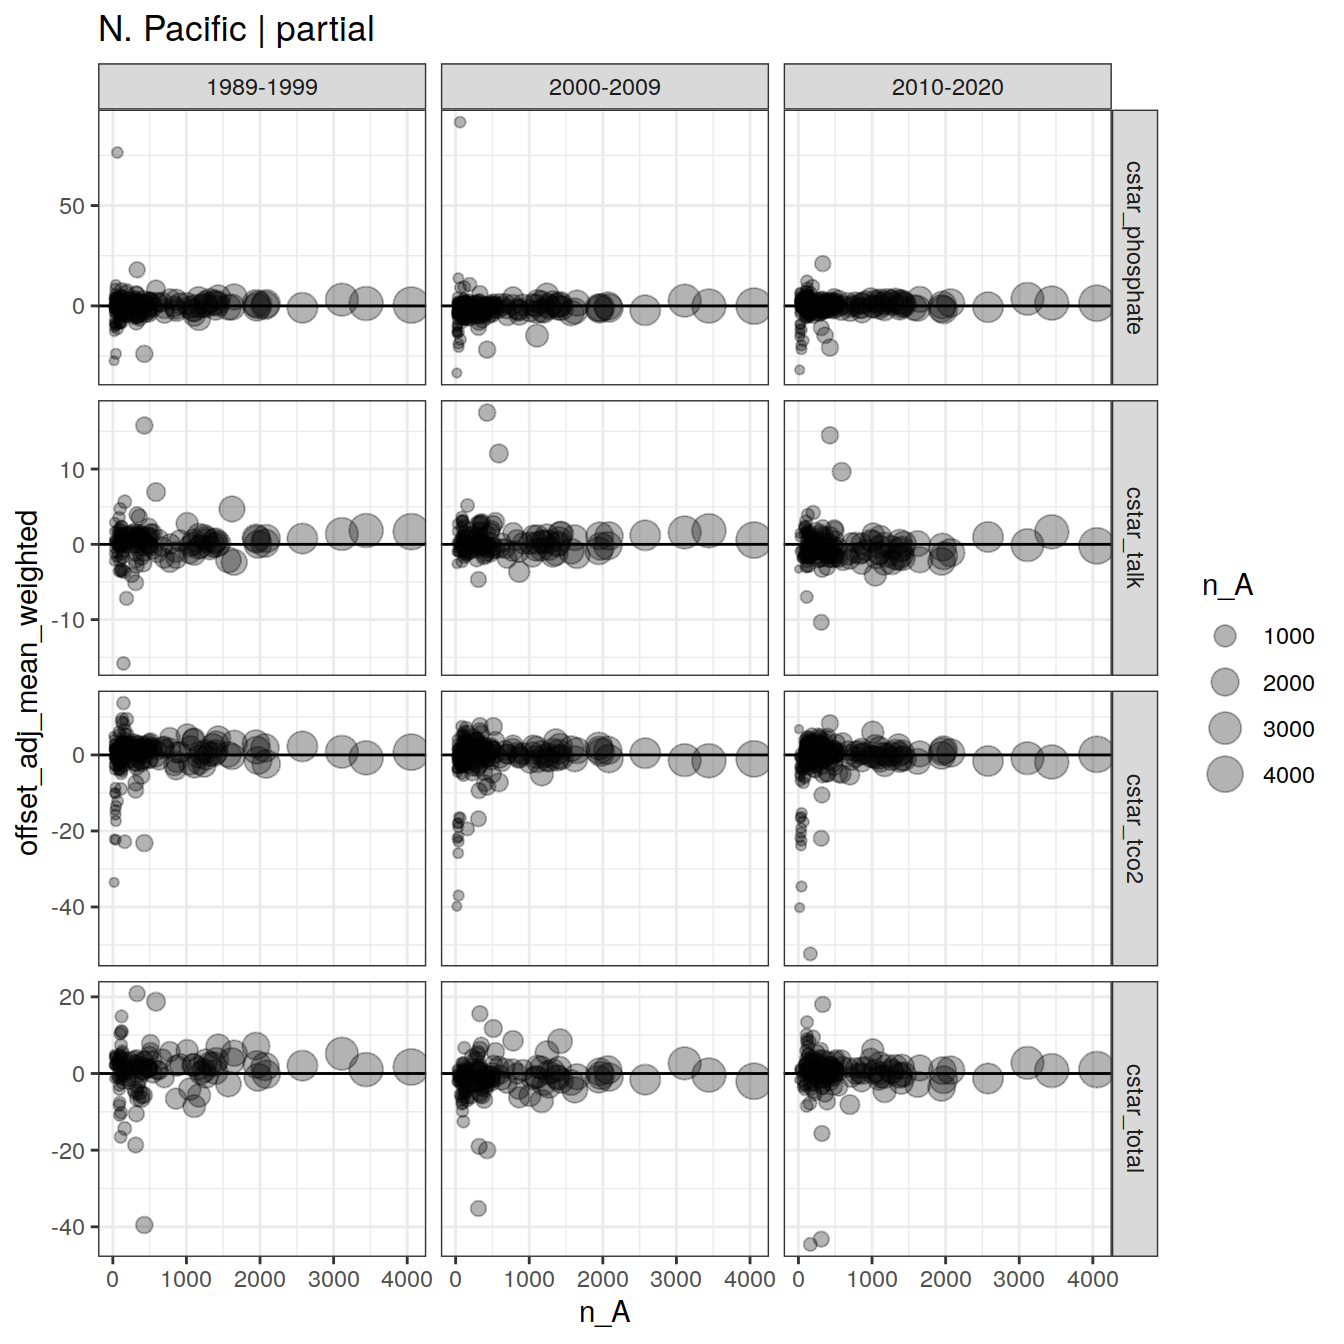 N. Pacific | partial
1989-1999 2000-2009 2010-2020
50
0
cstar_phosphate
10
0
-10
cstar_talk
0
-20
-40
cstar_tco2
20
0
-20
-40
cstar_total
0 1000 2000 3000 4000 0 1000 2000 3000 4000 0 1000 2000 3000 4000
n_A
offset_adj_mean_weighted
n_A
1000
2000
3000
4000